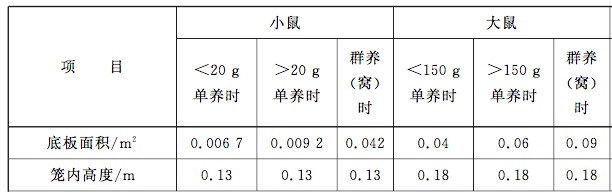 项 目 小鼠 大鼠
<20 g 单养时 >20 g 单养时 群养(窝)时 <150 g 单养时 >150 g 单养时 群养(窝)时
底板面积/m² 0.006 7 0.009 2 0.042 0.04 0.06 0.09
笼内高度/m 0.13 0.13 0.13 0.18 0.18 0.18